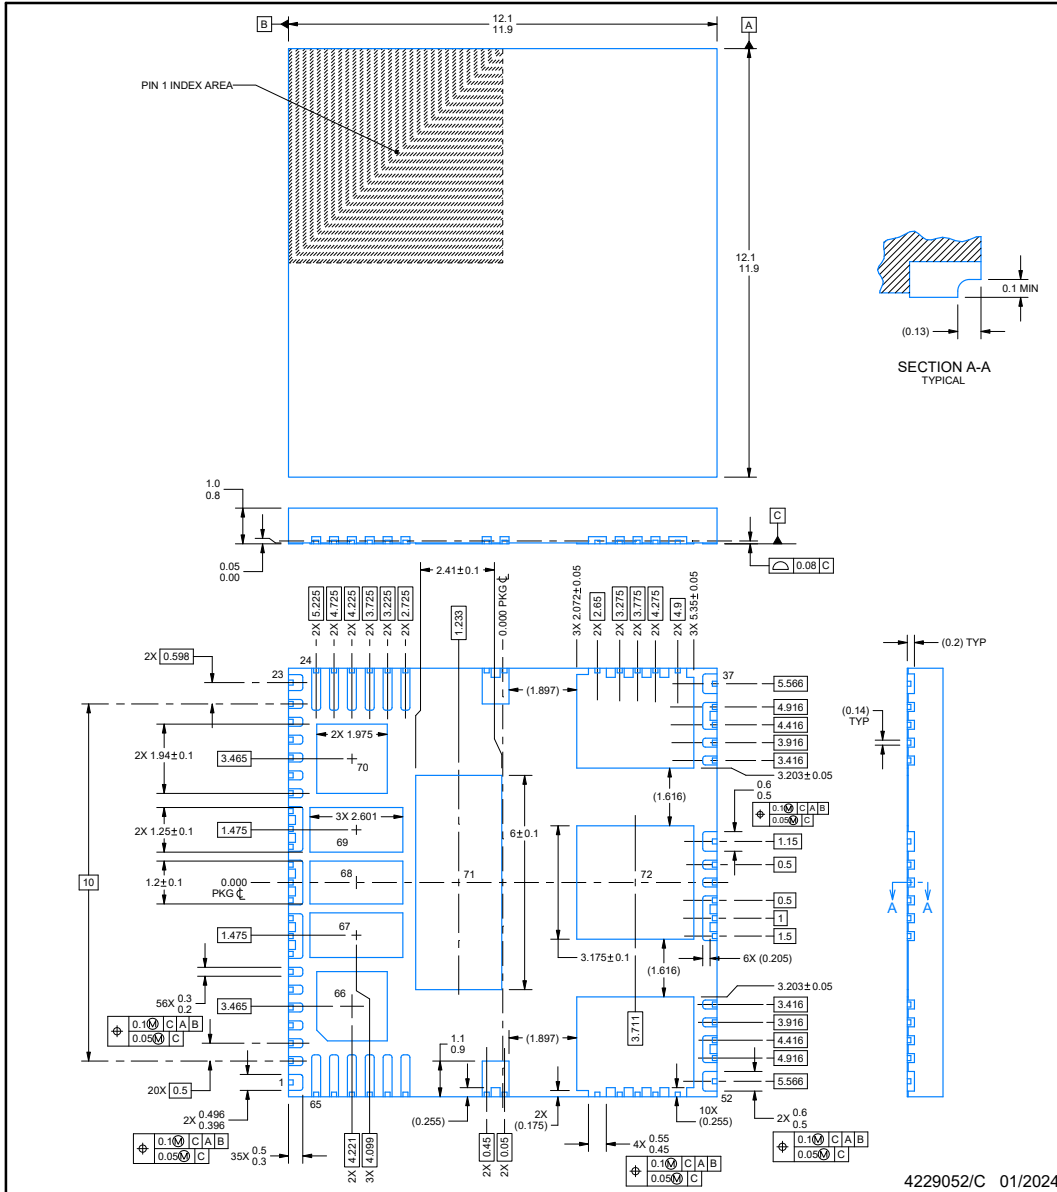 B
12.1
11.9
A
PIN 1 INDEX AREA
12.1
11.9
0.1 MIN
(0.13)
SECTION A-A
TYPICAL
1.0
0.8
C
0.05
0.00
0.08 C
2.41±0.1
2X 5.225
2X 4.725
2X 4.225
2X 3.725
2X 3.225
2X 2.725
1.233
0.000 PKG ℄
3X 2.072±0.05
2X 2.65
2X 3.275
2X 3.775
2X 4.275
2X 4.9
3X 5.35±0.05
(0.2) TYP
2X 0.598
23
24
37
(1.897)
5.566
4.916
4.416
3.916
3.416
(0.14)
TYP
2X 1.94±0.1
3.465
2X 1.975
70
3.203±0.05
(1.616)
0.6
0.5
0.1Ⓜ C A B
0.05Ⓜ C
2X 1.25±0.1
1.475
3X 2.601
69
6±0.1
1.15
0.5
10
1.2±0.1
0.000
PKG ℄
68
71
72
A A
0.5
1
1.5
1.475
67
3.175±0.1
(1.616)
6X (0.205)
56X 0.3
0.2
3.465
66
3.203±0.05
0.1Ⓜ C A B
0.05Ⓜ C
3.711
3.416
3.916
4.416
4.916
5.566
(1.897)
1.1
0.9
20X 0.5
1
65
52
2X 0.496
0.396
(0.255)
2X
(0.175)
10X
(0.255)
2X 0.6
0.5
0.1Ⓜ C A B
0.05Ⓜ C
35X 0.5
0.3
2X 4.221
3X 4.099
2X 0.45
2X 0.05
4X 0.55
0.45
0.1Ⓜ C A B
0.05Ⓜ C
0.1Ⓜ C A B
0.05Ⓜ C
4229052/C 01/2024